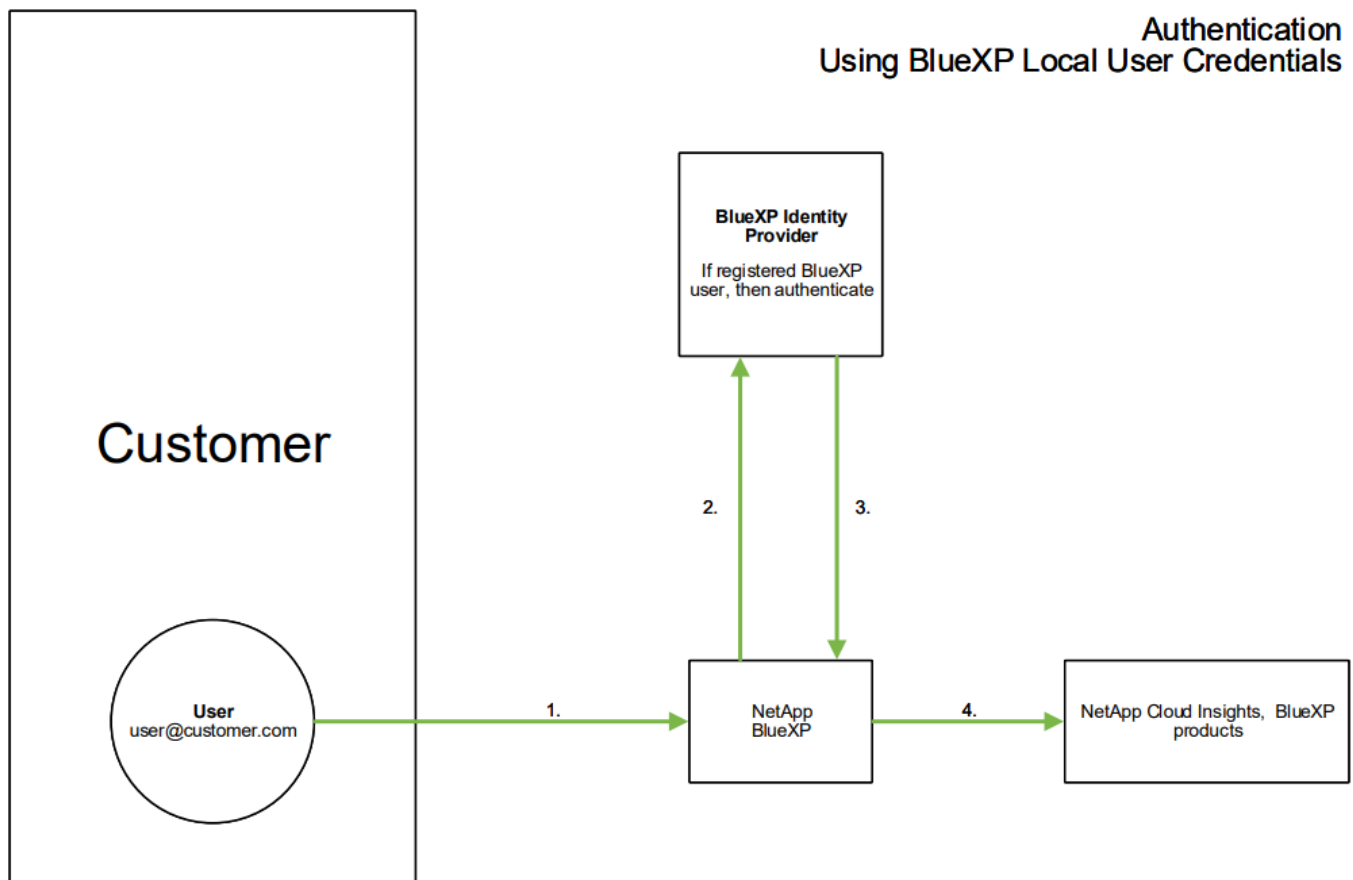 Authentication
Using BlueXP Local User Credentials
BlueXP Identity
Provider
If registered BlueXP
user, then authenticate
Customer
2.
3.
User
user@customer.com
1.
NetApp
BlueXP
4.
NetApp Cloud Insights, BlueXP
products